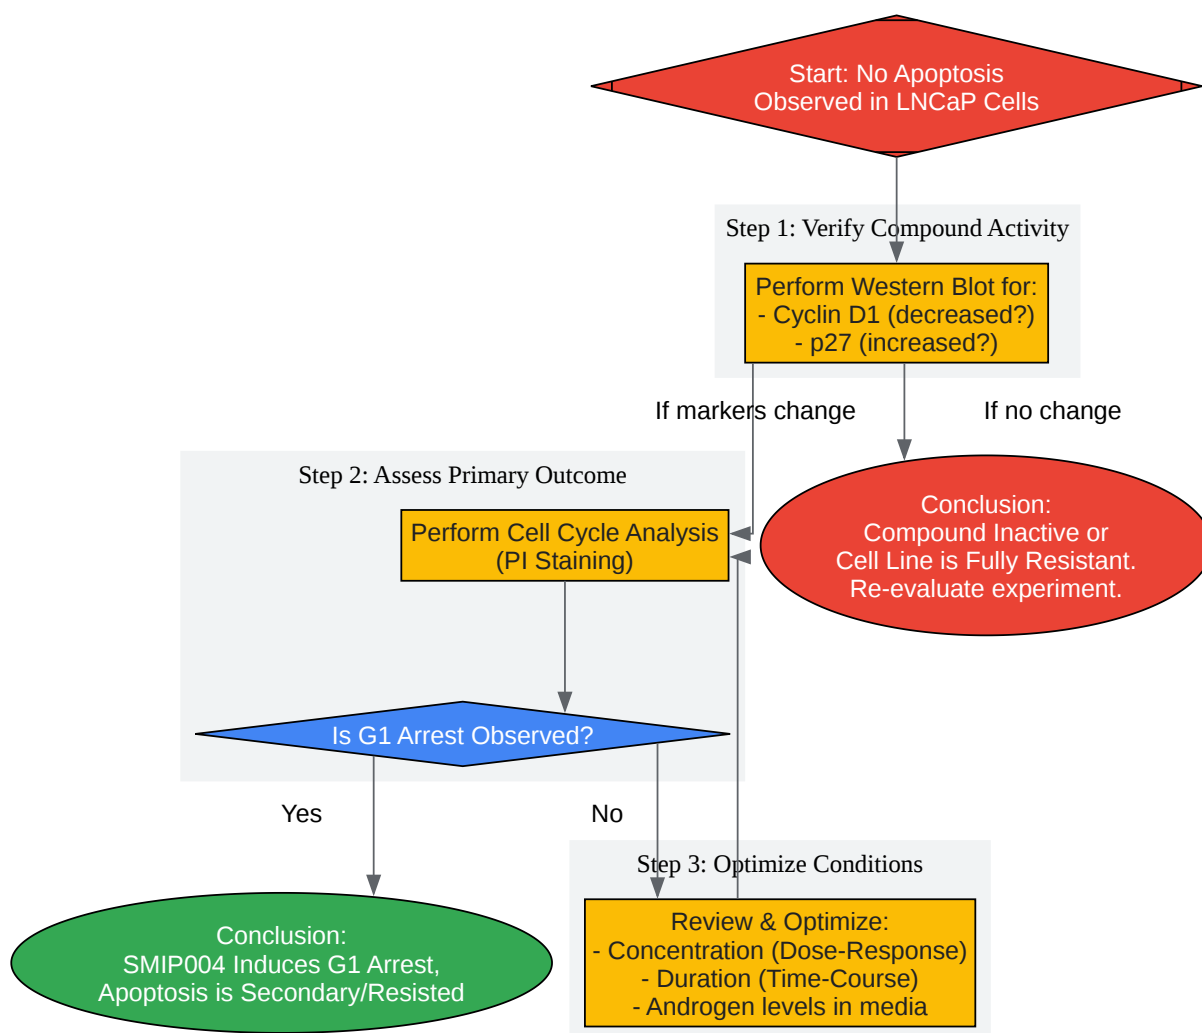 Start: No Apoptosis
Observed in LNCaP Cells
Step 1: Verify Compound Activity
Perform Western Blot for:
- Cyclin D1 (decreased?)
- p27 (increased?)
If markers change
If no change
Step 2: Assess Primary Outcome
Perform Cell Cycle Analysis
(PI Staining)
Conclusion:
Compound Inactive or
Cell Line is Fully Resistant.
Re-evaluate experiment.
Is G1 Arrest Observed?
Yes
No
Step 3: Optimize Conditions
Conclusion:
SMIP004 Induces G1 Arrest,
Apoptosis is Secondary/Resisted
Review & Optimize:
- Concentration (Dose-Response)
- Duration (Time-Course)
- Androgen levels in media